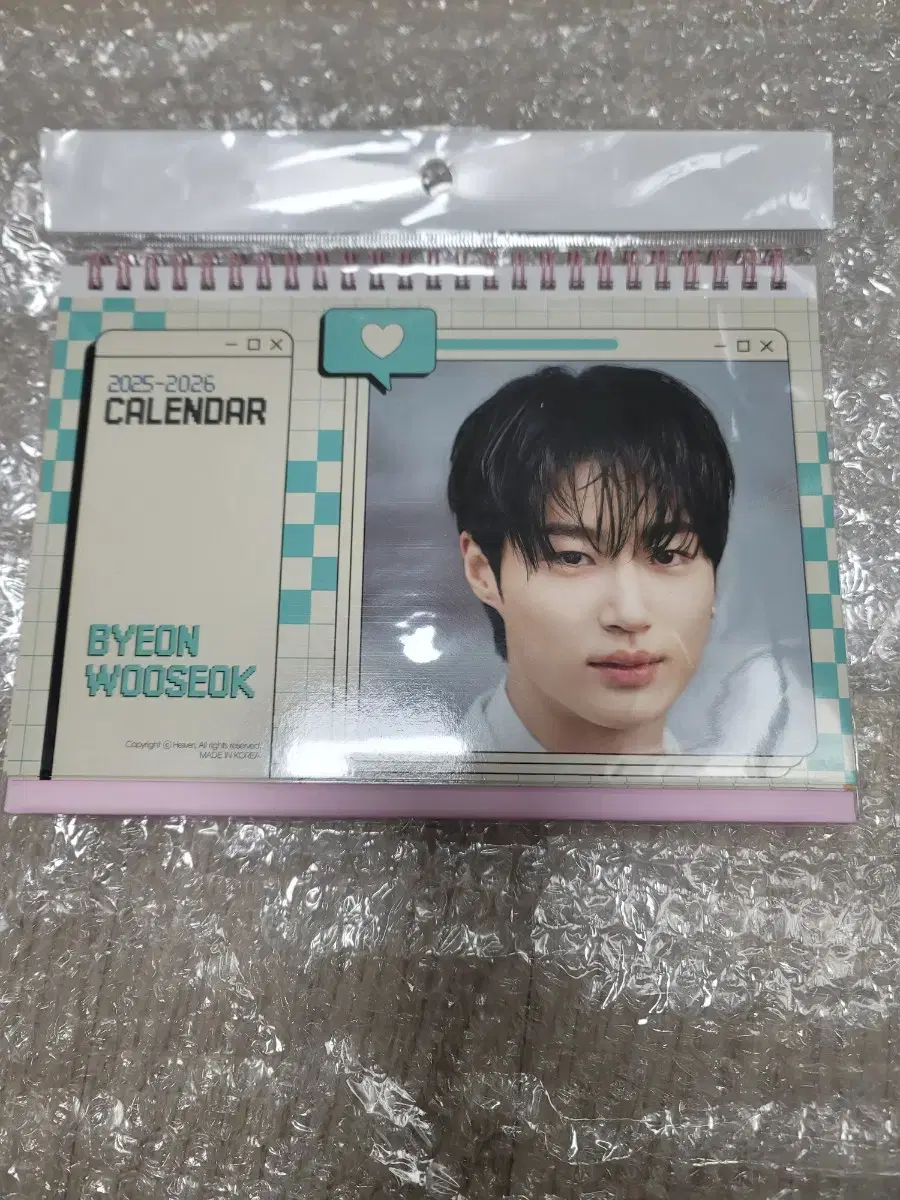 2025-2026
CALENDAR
BYEON
WOOSEOK
Copyright ⓒ Heaven. All rights reserved.
MADE IN KOREA